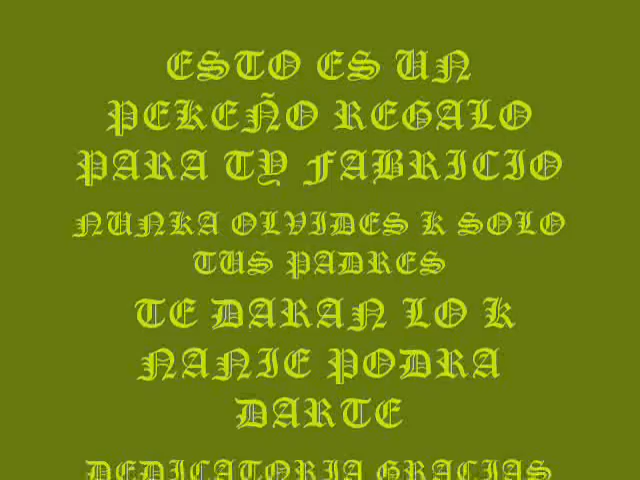 ESTO ES UN
PEKEÑO REGALO
PARA TY FABRICIO
NUNKA OLVIDES K SOLO
TUS PADRES
TE DARAN LO K
NANIE PODRA
DARTE
DEDICATORIA GRACIAS